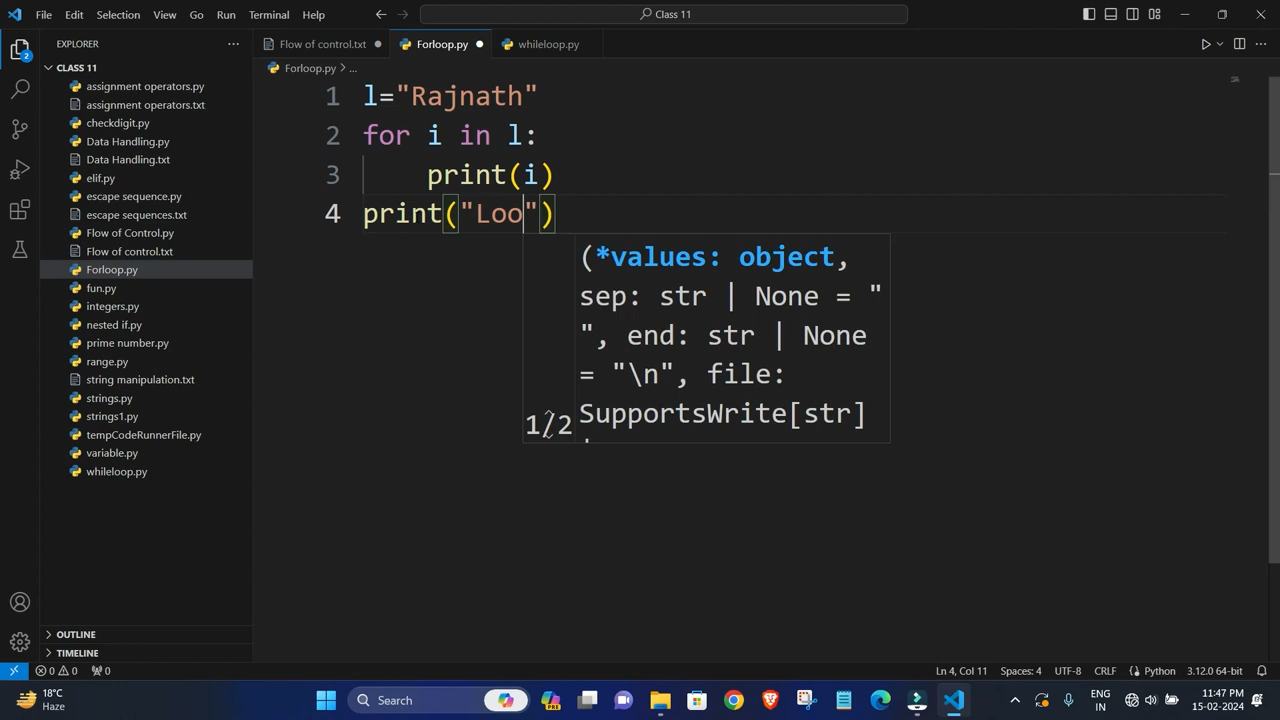 File Edit Selection View Go Run Terminal Help
Class 11
EXPLORER
CLASS 11
assignment operators.py
assignment operators.txt
checkdigit.py
Data Handling.py
Data Handling.txt
elif.py
escape sequence.py
escape sequences.txt
Flow of Control.py
Flow of control.txt
Forloop.py
fun.py
integers.py
nested if.py
prime number.py
range.py
string manipulation.txt
strings.py
strings1.py
tempCodeRunnerFile.py
variable.py
whileloop.py
OUTLINE
TIMELINE
2
Flow of control.txt Forloop.py whileloop.py
Forloop.py > ...
1 l="Rajnath"
2 for i in l:
3 print(i)
4 print("Loo")
(*values: object,
sep: str | None = "
", end: str | None
= "\n", file:
SupportsWrite[str]
1/2
0 0 0
Ln 4, Col 11 Spaces: 4 UTF-8 CRLF Python 3.12.0 64-bit
18°C
Haze
Search
PRE
ENG
IN
11:47 PM
15-02-2024